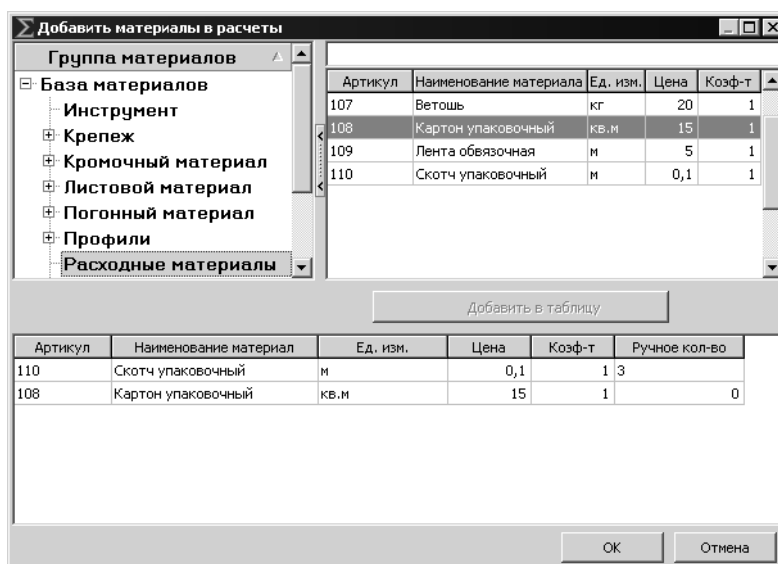 Добавить материалы в расчеты
Группа материалов
База материалов
Инструмент
Крепеж
Кромочный материал
Листовой материал
Погонный материал
Профили
Расходные материалы
Артикул Наименование материала Ед. изм. Цена Коэф-т
107 Ветошь кг 20 1
108 Картон упаковочный кв.м 15 1
109 Лента обвязочная м 5 1
110 Скотч упаковочный м 0,1 1
Добавить в таблицу
Артикул Наименование материал Ед. изм. Цена Коэф-т Ручное кол-во
110 Скотч упаковочный м 0,1 1 3
108 Картон упаковочный кв.м 15 1 0
ОК Отмена